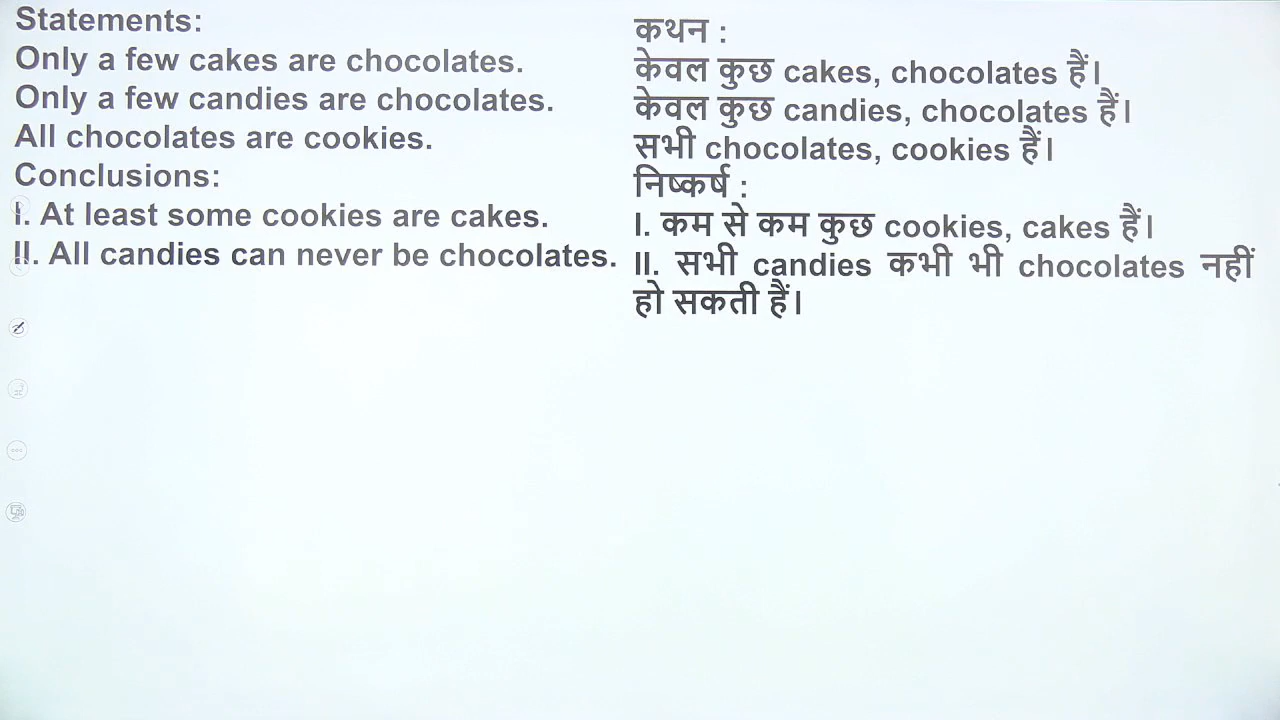 Statements:
Only a few cakes are chocolates.
Only a few candies are chocolates.
All chocolates are cookies.
Conclusions:
I. At least some cookies are cakes.
II. All candies can never be chocolates.
कथन :
केवल कुछ cakes, chocolates हैं।
केवल कुछ candies, chocolates हैं।
सभी chocolates, cookies हैं।
निष्कर्ष :
I. कम से कम कुछ cookies, cakes हैं।
II. सभी candies कभी भी chocolates नहीं
हो सकती हैं।